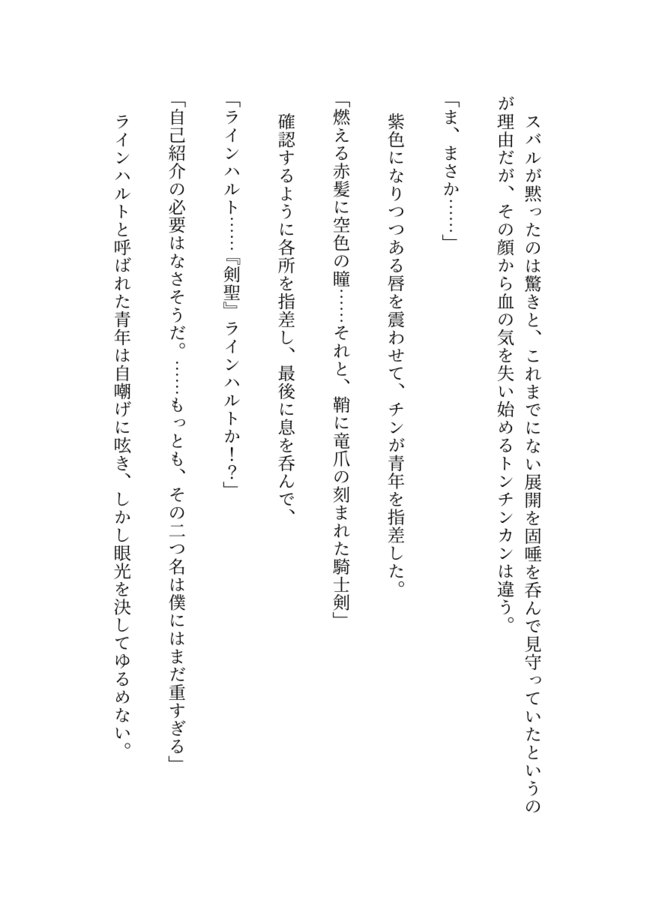 スバルが黙ったのは驚きと、これまでにない展開を固唾を呑んで見守っていたというの
が理由だが、その顔から血の気を失い始めるトンチンカンは違う。
「ま、まさか……」
　紫色になりつつある唇を震わせて、チンが青年を指差した。
「燃える赤髪に空色の瞳……それと、鞘に竜爪の刻まれた騎士剣」
　確認するように各所を指差し、最後に息を呑んで、
「ラインハルト……『剣聖』ラインハルトか！？」
「自己紹介の必要はなさそうだ。……もっとも、その二つ名は僕にはまだ重すぎる」
　ラインハルトと呼ばれた青年は自嘲げに呟き、しかし眼光を決してゆるめない。